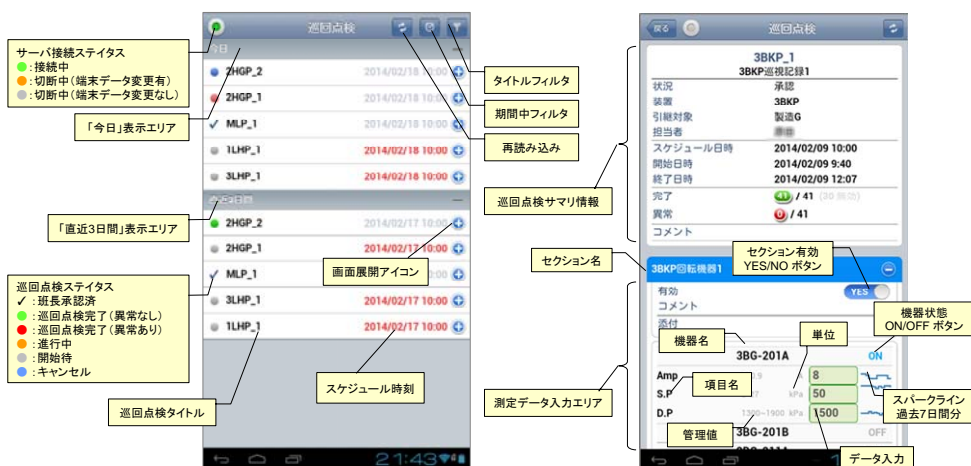 サーバ接続ステイタス
●:接続中
●:切断中(端末データ変更有)
●:切断中(端末データ変更なし)
「今日」表示エリア
「直近3日間」表示エリア
巡回点検ステイタス
✓:班長承認済
●:巡回点検完了(異常なし)
●:巡回点検完了(異常あり)
●:進行中
●:開始待
●:キャンセル
巡回点検タイトル
巡回点検
今日
2HGP_2 2014/02/18 10:00
2HGP_1 2014/02/18 10:00
MLP_1 2014/02/18 10:00
1LHP_1 2014/02/18 10:00
3LHP_1 2014/02/18 10:00
直近3日間
2HGP_2 2014/02/17 10:00
2HGP_1 2014/02/17 10:00
MLP_1 :00
3LHP_1 2014/02/17 10:00
1LHP_1 2014/02/17 10:00
21:43
画面展開アイコン
スケジュール時刻
タイトルフィルタ
期間中フィルタ
再読み込み
巡回点検サマリ情報
セクション名
測定データ入力エリア
戻る
巡回点検
3BKP_1
3BKP巡視記録1
状況 承認
装置 3BKP
引継対象 製造G
担当者
スケジュール日時 2014/02/09 10:00
開始日時 2014/02/09 9:40
終了日時 2014/02/09 12:07
完了 41 / 41
異常 0 / 41
コメント
3BKP回転機器1
有効 YES
コメント
添付
3BG-201A ON
Amp 8
S.P kPa 50
D.P 1300~1900 kPa 1500
3BG-201B OFF
セクション有効
YES/NO ボタン
機器状態
ON/OFF ボタン
機器名
単位
項目名
管理値
スパークライン
過去7日間分
データ入力